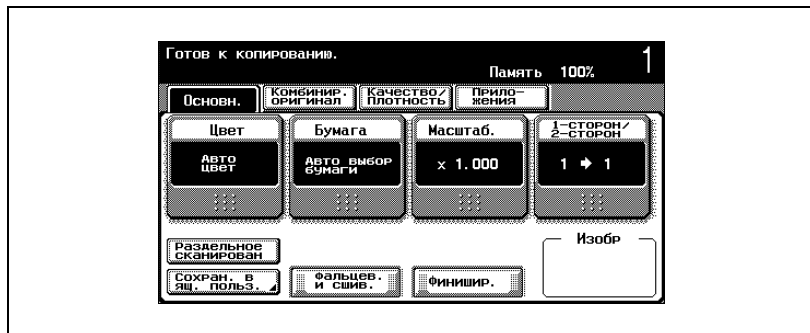 Готов к копированию.
1
Память 100%
Основн.
Комбинир.
оригинал
Качество/
плотность
Прило-
жения
Цвет
Бумага
Масштаб.
1-сторон/
2-сторон
Авто
цвет
Авто выбор
бумаги
x 1.000
1 → 1
Изобр
Раздельное
сканирован
Сохран. в
ящ. польз.
Фальцев.
и сшив.
Финишир.